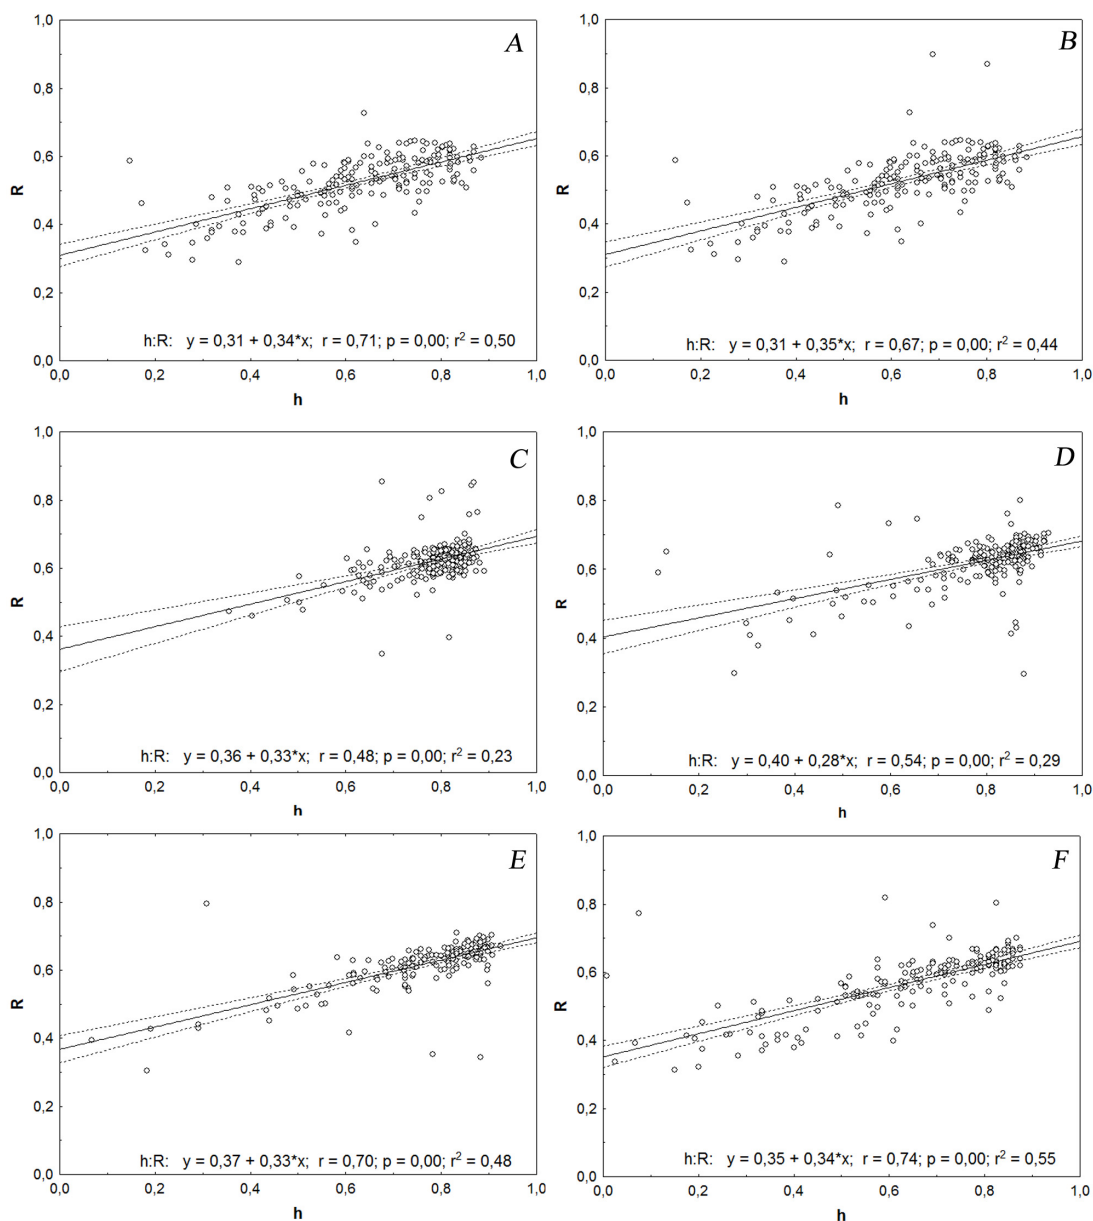 A
1,0
0,8
0,6
0,4
0,2
0,0
R
h:R: y = 0,31 + 0,34*x; r = 0,71; p = 0,00; r² = 0,50
0,0 0,2 0,4 0,6 0,8 1,0
h
B
1,0
0,8
0,6
0,4
0,2
0,0
R
h:R: y = 0,31 + 0,35*x; r = 0,67; p = 0,00; r² = 0,44
0,0 0,2 0,4 0,6 0,8 1,0
h
C
1,0
0,8
0,6
0,4
0,2
0,0
R
h:R: y = 0,36 + 0,33*x; r = 0,48; p = 0,00; r² = 0,23
0,0 0,2 0,4 0,6 0,8 1,0
h
D
1,0
0,8
0,6
0,4
0,2
0,0
R
h:R: y = 0,40 + 0,28*x; r = 0,54; p = 0,00; r² = 0,29
0,0 0,2 0,4 0,6 0,8 1,0
h
E
1,0
0,8
0,6
0,4
0,2
0,0
R
h:R: y = 0,37 + 0,33*x; r = 0,70; p = 0,00; r² = 0,48
0,0 0,2 0,4 0,6 0,8 1,0
h
F
1,0
0,8
0,6
0,4
0,2
0,0
R
h:R: y = 0,35 + 0,34*x; r = 0,74; p = 0,00; r² = 0,55
0,0 0,2 0,4 0,6 0,8 1,0
h